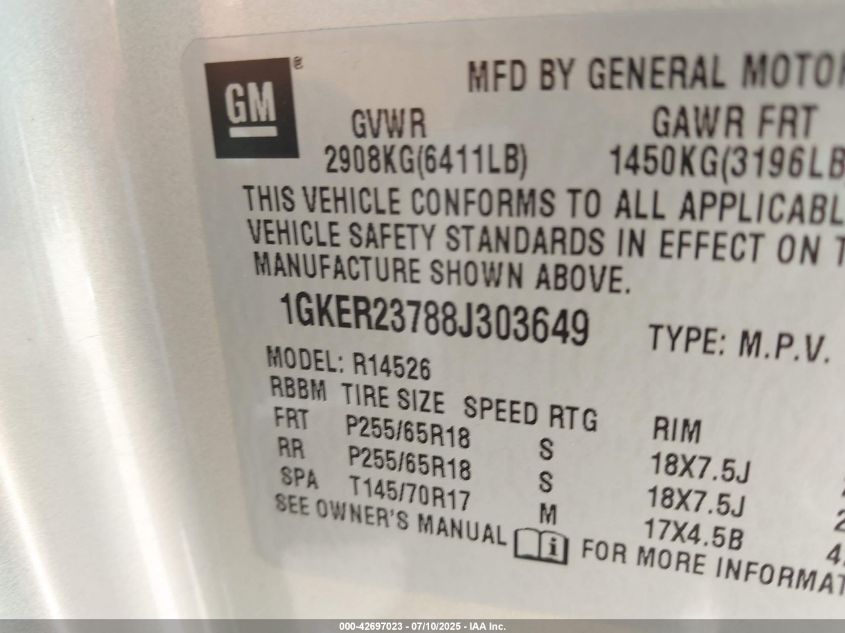 GM ®
MFD BY GENERAL
GVWR GAWR FRT
2908KG(6411LB) 1450KG(3196LB
THIS VEHICLE CONFORMS TO ALL
VEHICLE SAFETY STANDARDS IN EFFECT ON
MANUFACTURE SHOWN ABOVE.
1GKER23788J303649 TYPE: M.P.V.
MODEL: R14526
RBBM TIRE SIZE SPEED RTG RIM
FRT P255/65R18 S 18X7.5J
RR P255/65R18 S 18X7.5J
SPA T145/70R17 M 17X4.5B
SEE OWNER'S MANUAL i FOR MORE
000-42697023 - 07/10/2025 - IAA Inc.